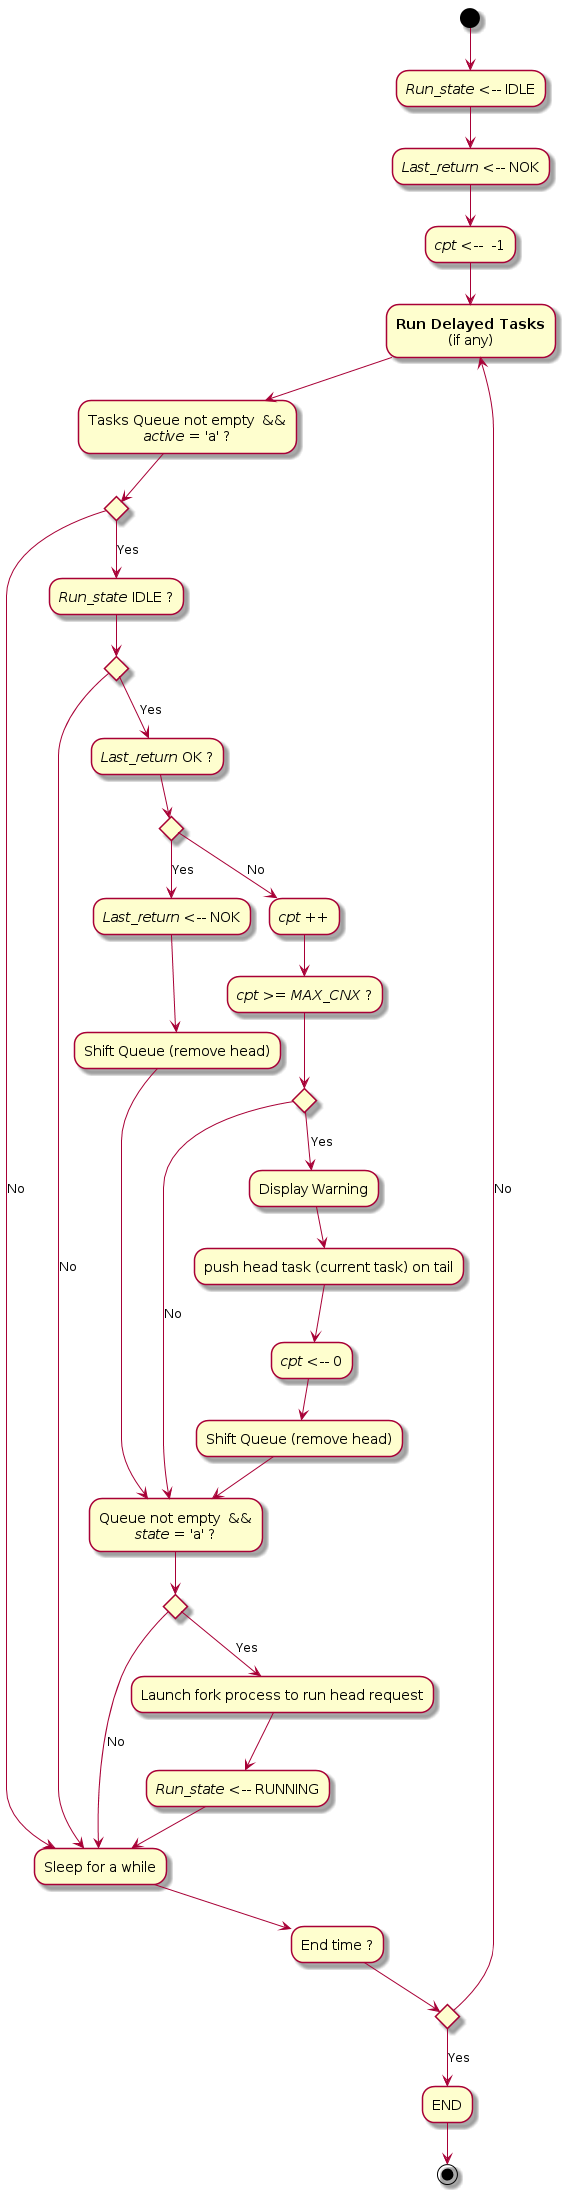 Run_state <-- IDLE
Last_return <-- NOK
cpt <-- -1
Run Delayed Tasks
(if any)
Tasks Queue not empty &&
active = 'a' ?
Yes
Run_state IDLE ?
Yes
Last_return OK ?
Yes
No
Last_return <-- NOK
cpt ++
cpt >= MAX_CNX ?
Shift Queue (remove head)
Yes
Display Warning
No
No
push head task (current task) on tail
No
No
cpt <-- 0
Shift Queue (remove head)
Queue not empty &&
state = 'a' ?
Yes
Launch fork process to run head request
No
Run_state <-- RUNNING
Sleep for a while
End time ?
Yes
END